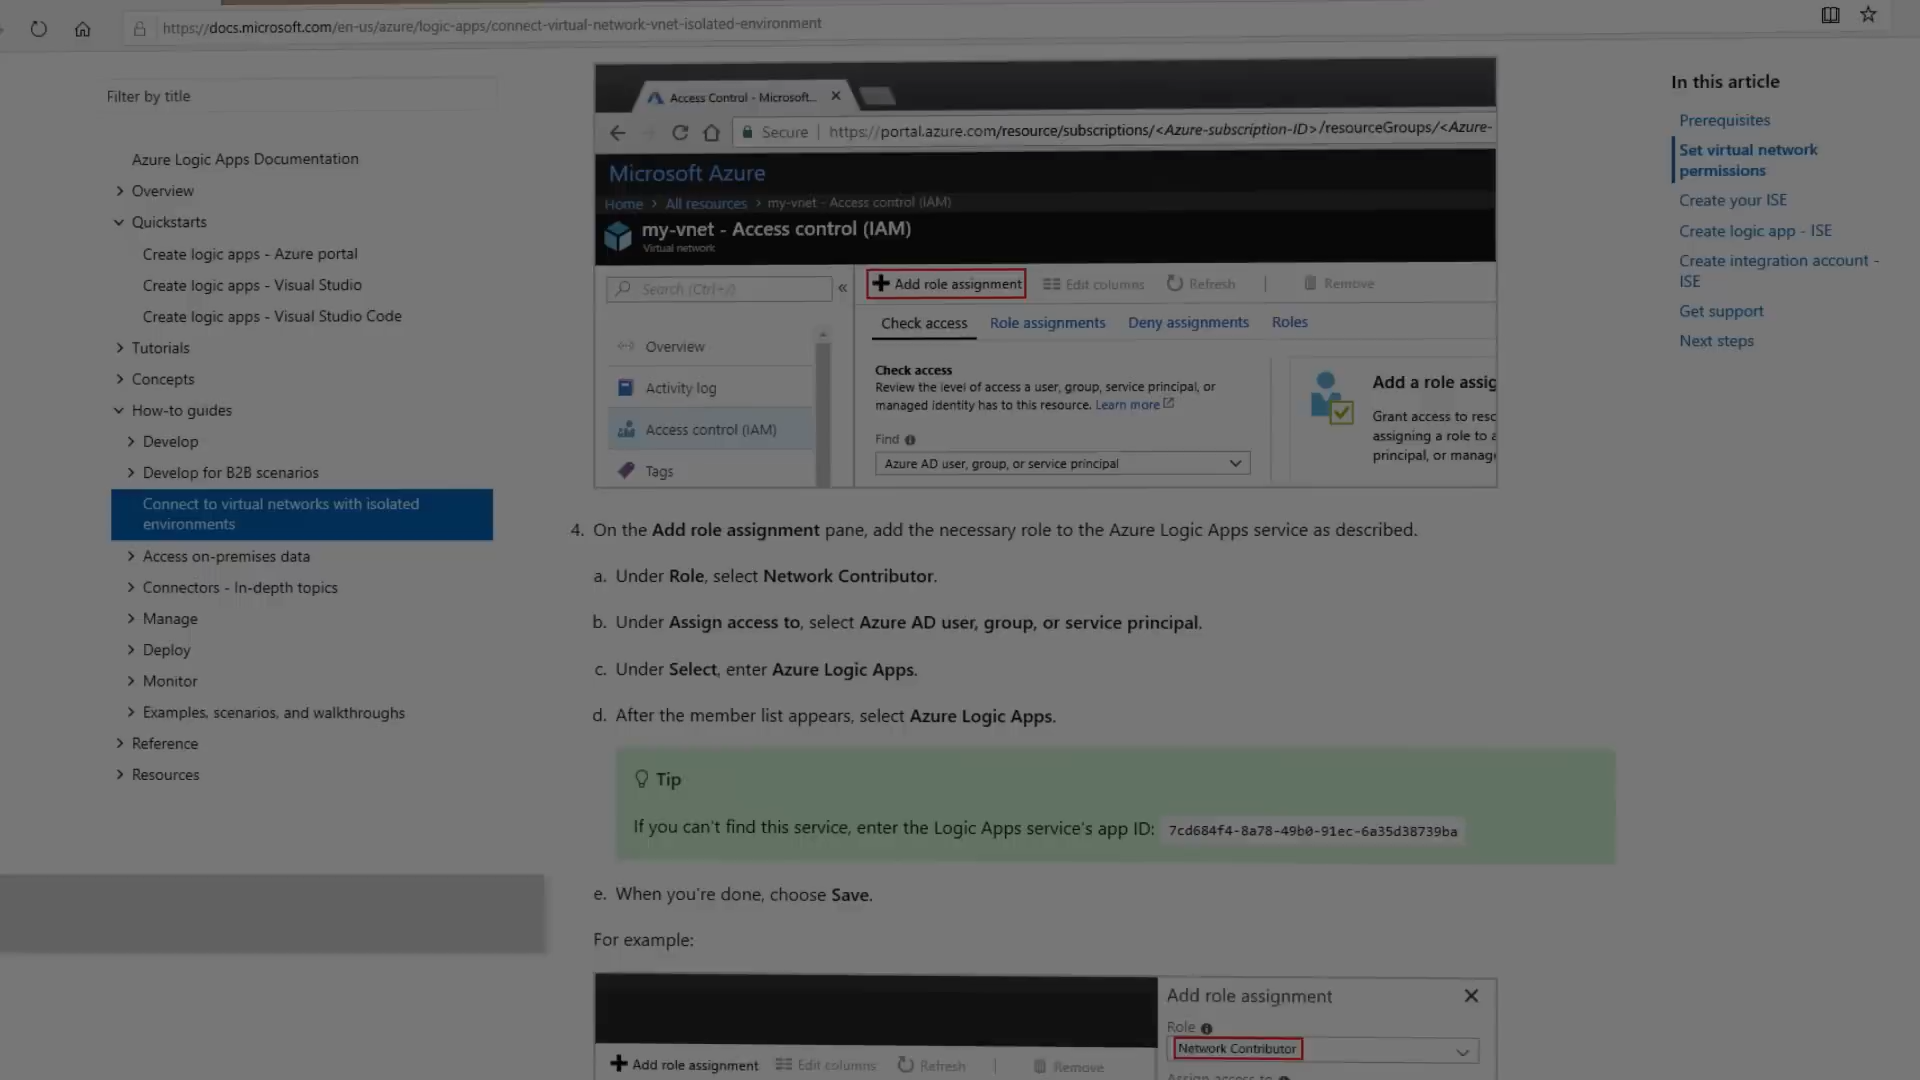 https://docs.microsoft.com/en-us/azure/logic-apps/connect-virtual-network-vnet-isolated-environment
Filter by title
Azure Logic Apps Documentation
Overview
Quickstarts
Create logic apps - Azure portal
Create logic apps - Visual Studio
Create logic apps - Visual Studio Code
Tutorials
Concepts
How-to guides
Develop
Develop for B2B scenarios
Connect to virtual networks with isolated
environments
Access on-premises data
Connectors - In-depth topics
Manage
Deploy
Monitor
Examples, scenarios, and walkthroughs
Reference
Resources
Access Control - Microsoft...
Secure | https://portal.azure.com/resource/subscriptions/<Azure-subscription-ID>/resourceGroups/<Azure-
Microsoft Azure
Home > All resources > my-vnet - Access control (IAM)
my-vnet - Access control (IAM)
Virtual network
Search (Ctrl+/)
Overview
Activity log
Access control (IAM)
Tags
Add role assignment Edit columns Refresh | Remove
Check access Role assignments Deny assignments Roles
Check access
Review the level of access a user, group, service principal, or
managed identity has to this resource. Learn more
Find
Azure AD user, group, or service principal
Add a role assig
Grant access to resc
assigning a role to a
principal, or manag
4. On the Add role assignment pane, add the necessary role to the Azure Logic Apps service as described.
a. Under Role, select Network Contributor.
b. Under Assign access to, select Azure AD user, group, or service principal.
c. Under Select, enter Azure Logic Apps.
d. After the member list appears, select Azure Logic Apps.
Tip
If you can't find this service, enter the Logic Apps service's app ID: 7cd684f4-8a78-49b0-91ec-6a35d38739ba
e. When you're done, choose Save.
For example:
Add role assignment Edit columns Refresh | Remove
Add role assignment
Role
Network Contributor
Assign access to
In this article
Prerequisites
Set virtual network
permissions
Create your ISE
Create logic app - ISE
Create integration account -
ISE
Get support
Next steps